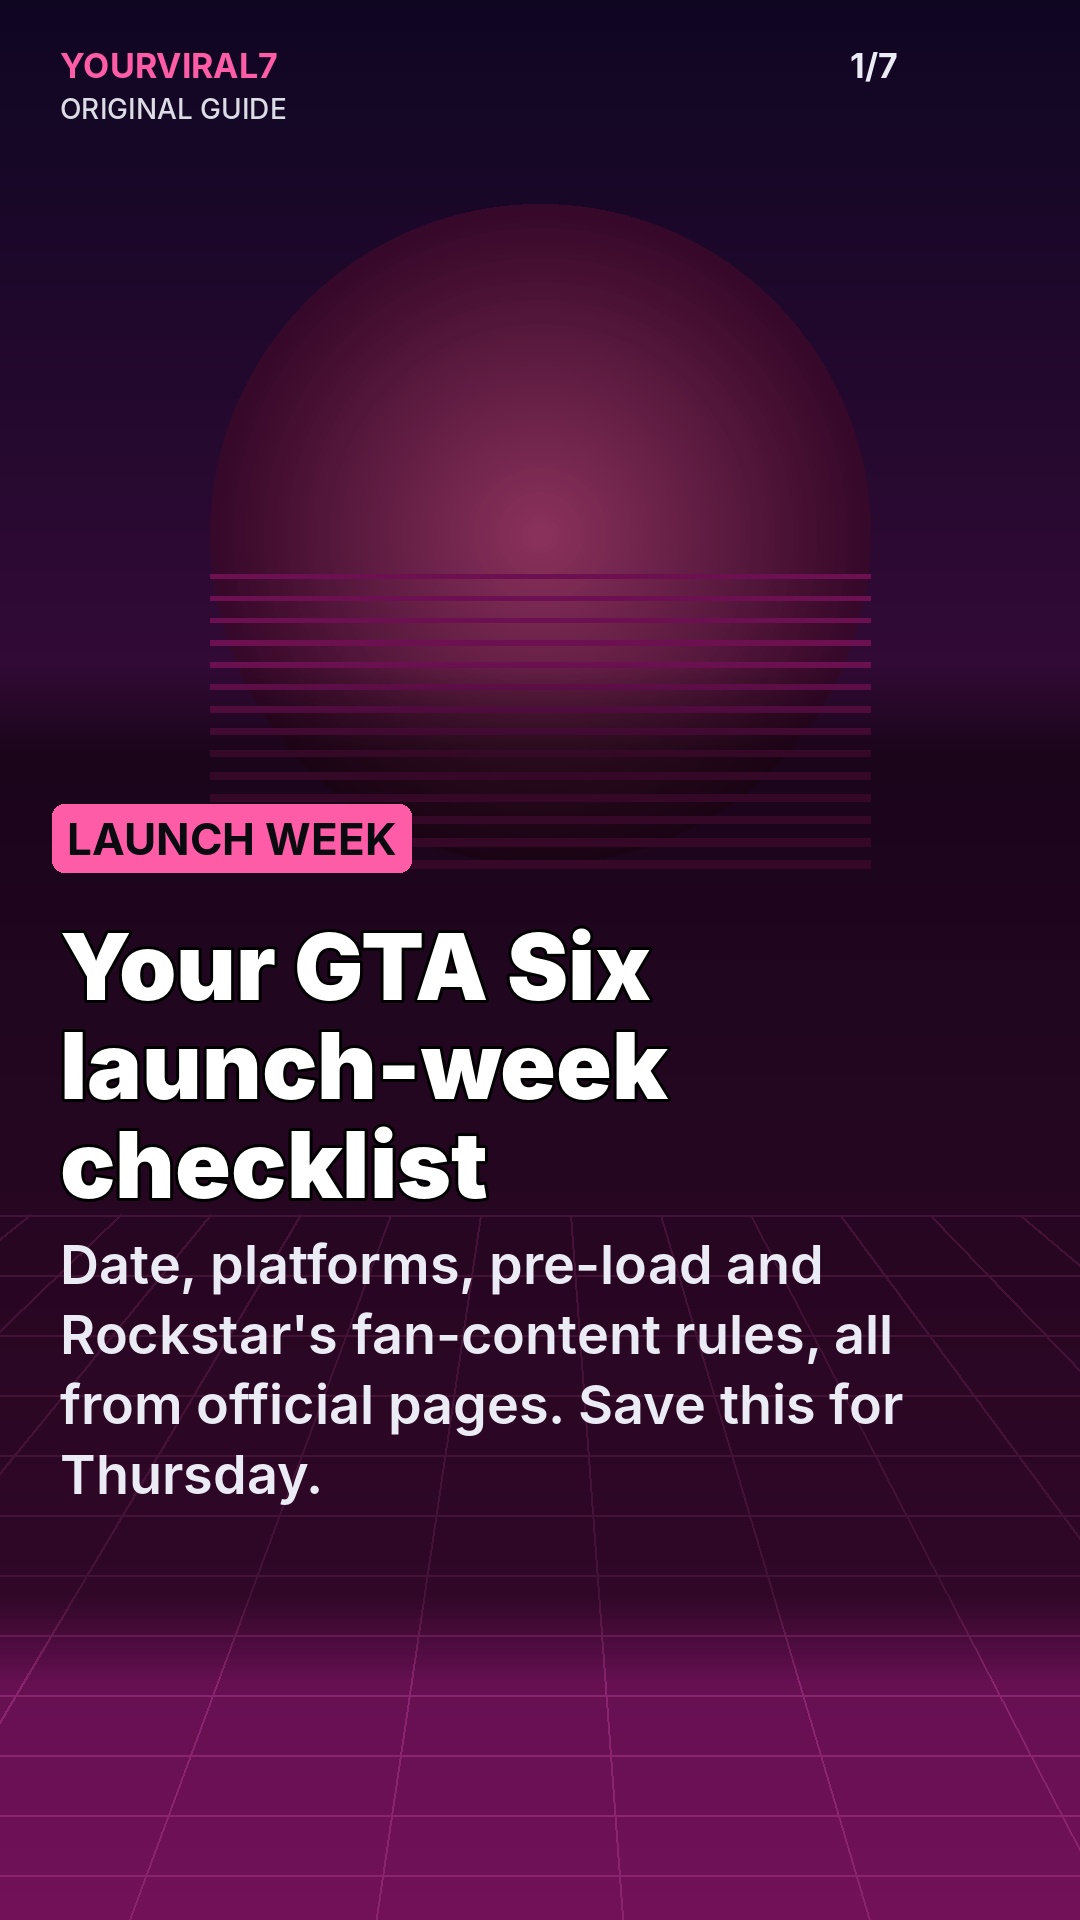 YOURVIRAL7
1/7
ORIGINAL GUIDE
LAUNCH WEEK
Your GTA Six
launch-week
checklist
Date, platforms, pre-load and
Rockstar's fan-content rules, all
from official pages. Save this for
Thursday.